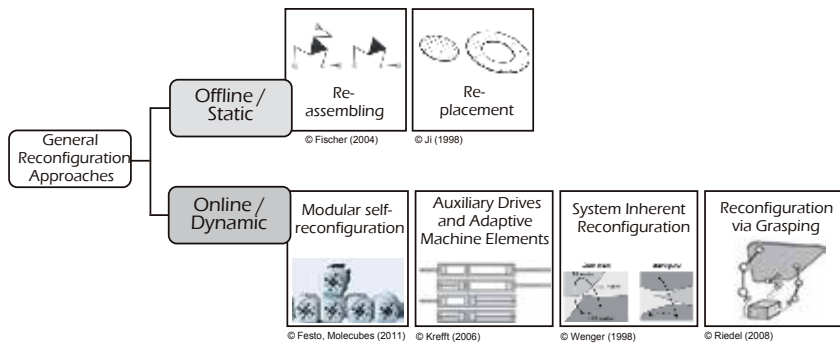 General
Reconfiguration
Approaches
Offline /
Static
Re-
assembling
© Fischer (2004)
Re-
placement
© Ji (1998)
Online /
Dynamic
Modular self-
reconfiguration
© Festo, Molecubes (2011)
Auxiliary Drives
and Adaptive
Machine Elements
© Krefft (2006)
System Inherent
Reconfiguration
© Wenger (1998)
Reconfiguration
via Grasping
© Riedel (2008)